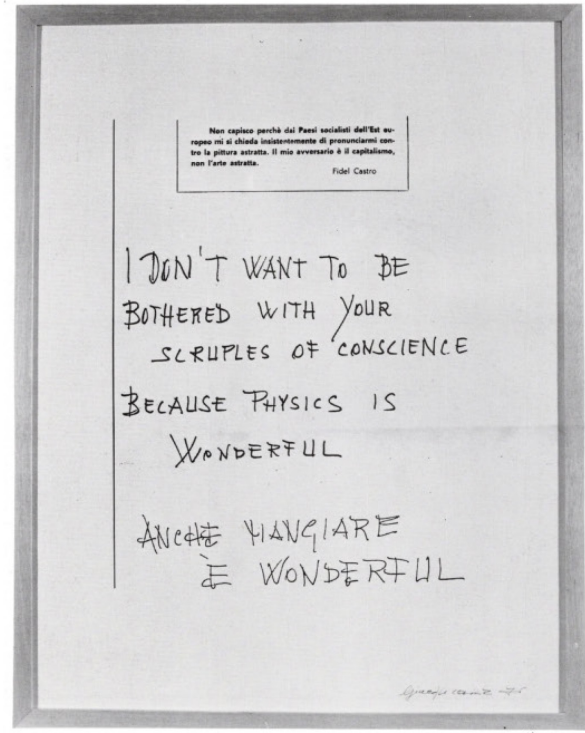 Non capisco perchè dai Paesi socialisti dell'Est eu-
ropeo mi si chieda insistentemente di pronunciarmi con-
tro la pittura astratta. Il mio avversario è il capitalismo,
non l'arte astratta.
Fidel Castro
I DON'T WANT TO BE
BOTHERED WITH YOUR
SCRUPLES OF CONSCIENCE
BECAUSE PHYSICS IS
WONDERFUL
ANCHE MANGIARE
È WONDERFUL